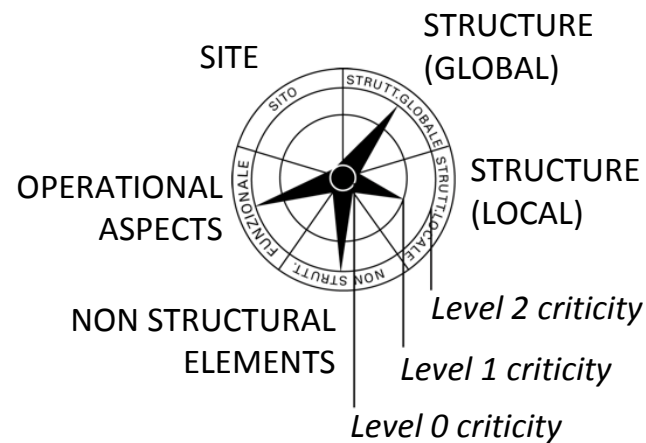 STRUCTURE
(GLOBAL)
SITE
STRUTT.GLOBALE
SITO
STRUCTURE
(LOCAL)
STRUTT.LOCALE
OPERATIONAL
ASPECTS
FUNZIONALE
NON STRUTT.
NON STRUCTURAL
ELEMENTS
Level 2 criticity
Level 1 criticity
Level 0 criticity